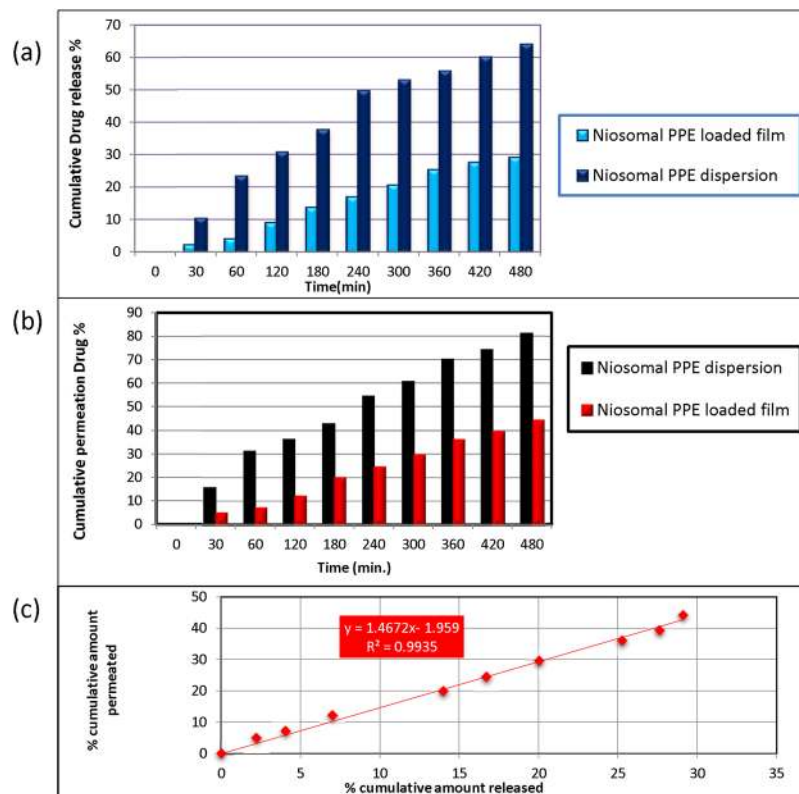 (a)
Cumulative Drug release %
70
60
50
40
30
20
10
0
0 30 60 120 180 240 300 360 420 480
Time(min)
Niosomal PPE loaded film
Niosomal PPE dispersion
(b)
Cumulative permeation Drug %
90
80
70
60
50
40
30
20
10
0
0 30 60 120 180 240 300 360 420 480
Time (min.)
Niosomal PPE dispersion
Niosomal PPE loaded film
(c)
% cumulative amount
permeated
50
40
30
20
10
0
y = 1.4672x- 1.959
R² = 0.9935
0 5 10 15 20 25 30 35
% cumulative amount released